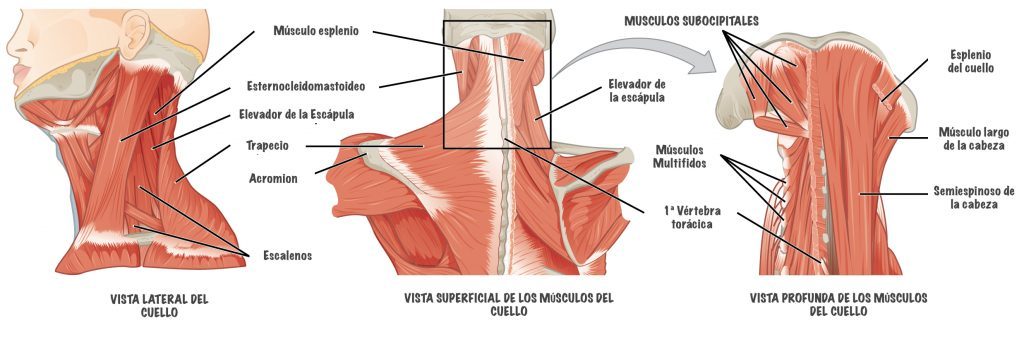 Músculo esplenio
Esternocleidomastoideo
Elevador de la Escápula
Trapecio
Acromion
Escalenos
VISTA LATERAL DEL
CUELLO
Elevador de
la escápula
1ª Vértebra
torácica
VISTA SUPERFICIAL DE LOS MÚSCULOS DEL
CUELLO
MUSCULOS SUBOCIPITALES
Músculos
Multífidos
Esplenio
del cuello
Músculo largo
de la cabeza
Semiespinoso de
la cabeza
VISTA PROFUNDA DE LOS MÚSCULOS
DEL CUELLO